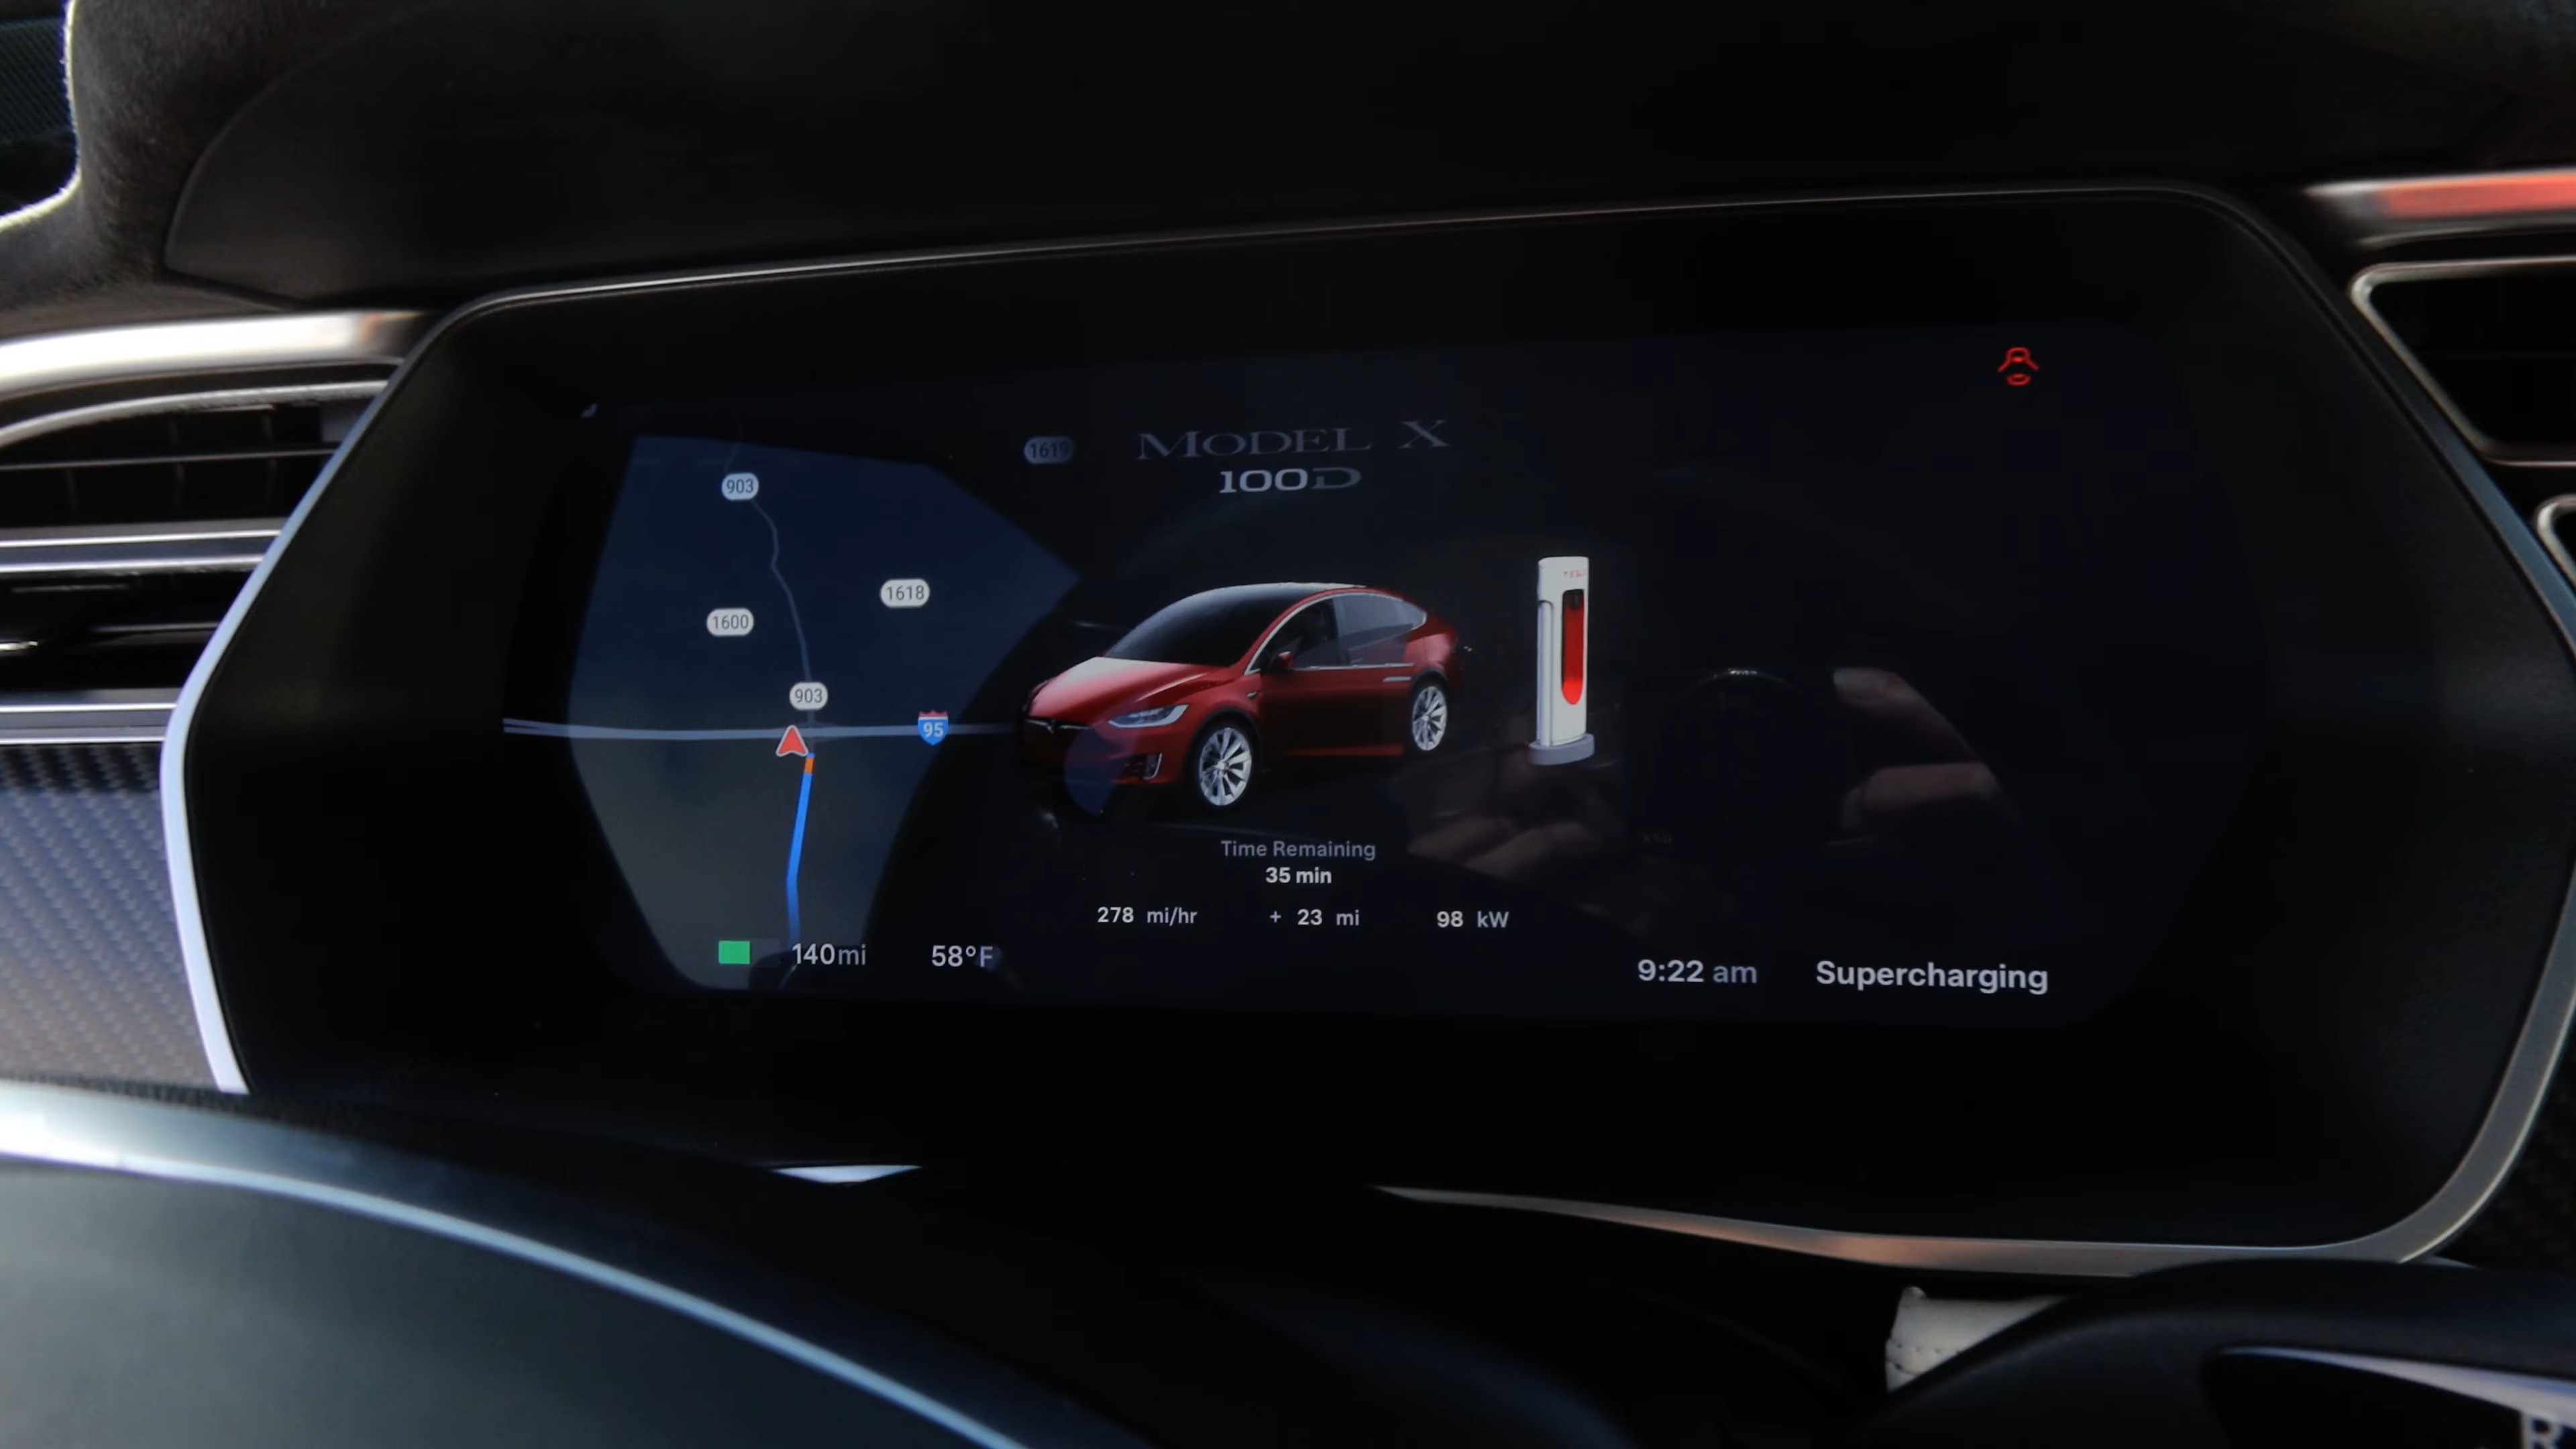 MODEL X
100D
1619
903
1618
1600
903
95
TESLA
Time Remaining
35 min
278 mi/hr + 23 mi 98 kW
140mi 58°F
9:22 am Supercharging
R